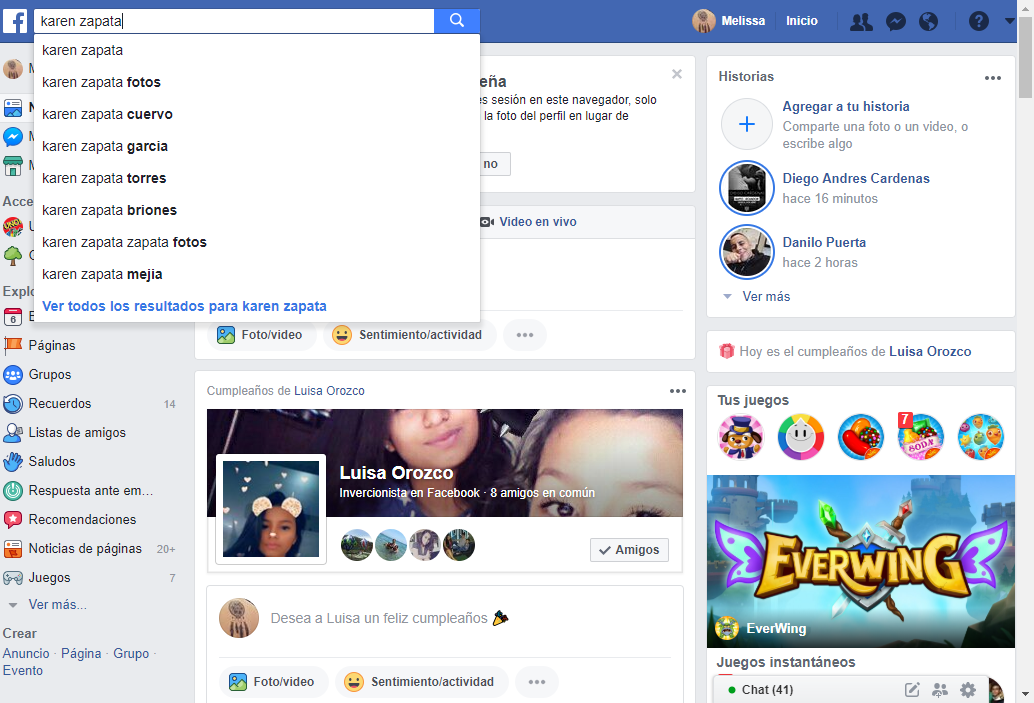 karen zapata
Melissa
Inicio
karen zapata
karen zapata fotos
karen zapata cuervo
karen zapata garcia
karen zapata torres
karen zapata briones
karen zapata zapata fotos
karen zapata mejia
Ver todos los resultados para karen zapata
Acce
Explo
Páginas
Grupos
Recuerdos 14
Listas de amigos
Saludos
Respuesta ante em...
Recomendaciones
Noticias de páginas 20+
Juegos 7
Ver más...
Crear
Anuncio · Página · Grupo ·
Evento
eña
es sesión en este navegador, solo
la foto del perfil en lugar de
no
Video en vivo
Foto/video
Sentimiento/actividad
Cumpleaños de Luisa Orozco
Luisa Orozco
Invercionista en Facebook · 8 amigos en común
Amigos
Desea a Luisa un feliz cumpleaños
Foto/video
Sentimiento/actividad
Historias
Agregar a tu historia
Comparte una foto o un video, o
escribe algo
Diego Andres Cardenas
hace 16 minutos
Danilo Puerta
hace 2 horas
Ver más
Hoy es el cumpleaños de Luisa Orozco
Tus juegos
7
SODA
EVERWING
EverWing
Juegos instantáneos
Chat (41)